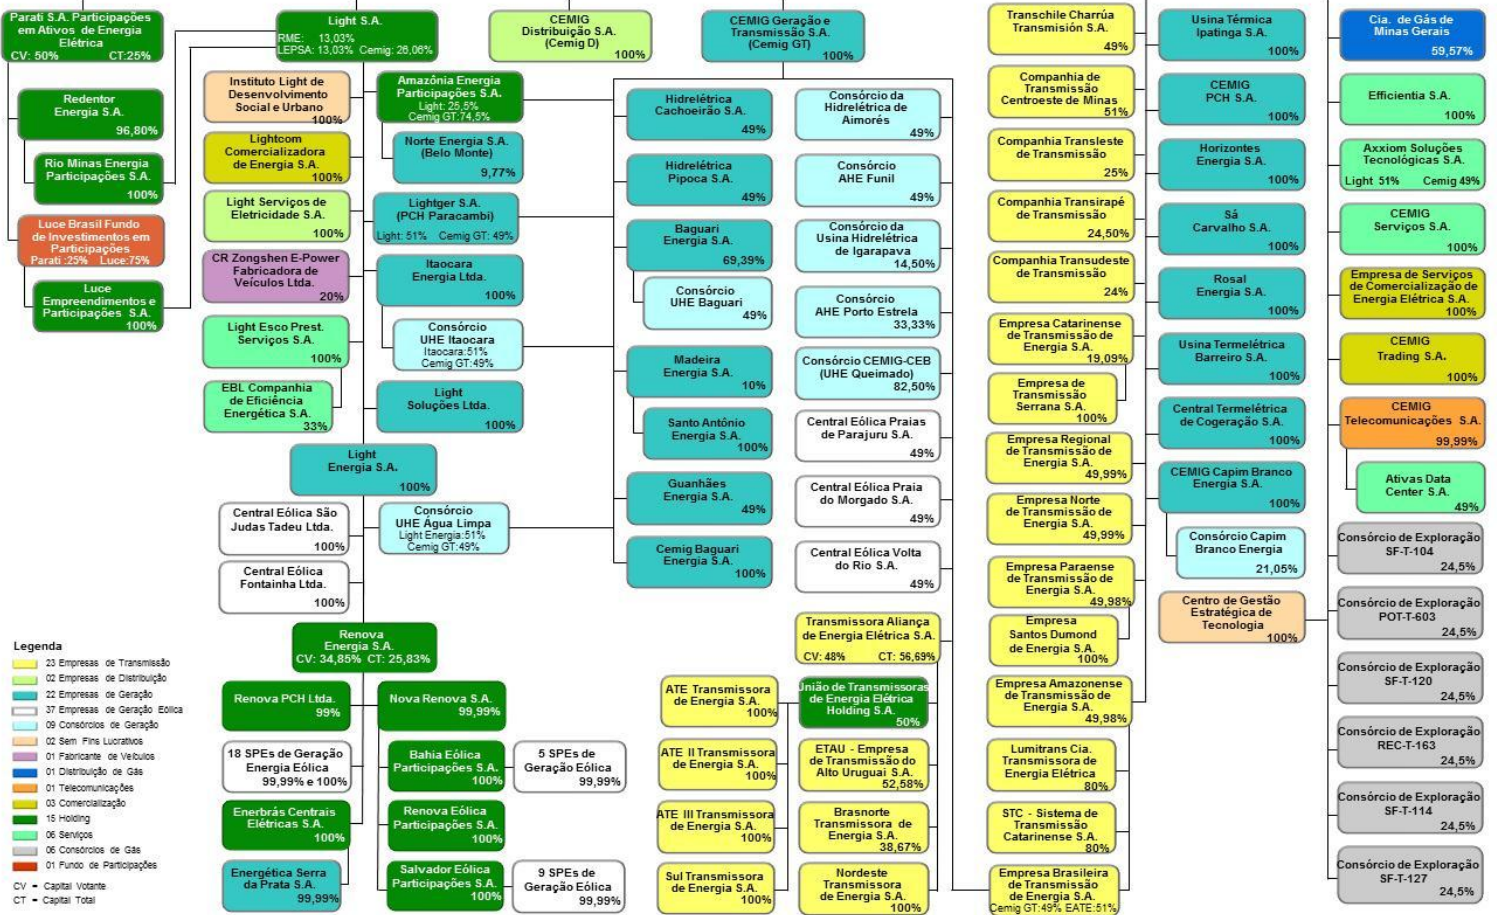 Parati S.A. Participações
em Ativos de Energia
Elétrica
CV: 50% CT:25%
Redentor
Energia S.A.
96,80%
Rio Minas Energia
Participações S.A.
100%
Luce Brasil Fundo
de Investimentos em
Participações
Parati :25% Luce:75%
Luce
Empreendimentos e
Participações S.A.
100%
Light S.A.
RME: 13,03%
LEPSA: 13,03% Cemig: 26,06%
Instituto Light de
Desenvolvimento
Social e Urbano
100%
Lightcom
Comercializadora
de Energia S.A.
100%
Light Serviços de
Eletricidade S.A.
100%
CR Zongshen E-Power
Fabricadora de
Veículos Ltda.
20%
Light Esco Prest.
Serviços S.A.
100%
EBL Companhia
de Eficiência
Energética S.A.
33%
Amazônia Energia
Participações S.A.
Light: 25,5%
Cemig GT:74,5%
Norte Energia S.A.
(Belo Monte)
9,77%
Lightger S.A.
(PCH Paracambi)
Light: 51% Cemig GT: 49%
Itaocara
Energia Ltda.
100%
Consórcio
UHE Itaocara
Itaocara:51%
Cemig GT:49%
Light
Soluções Ltda.
100%
Light
Energia S.A.
100%
Central Eólica São
Judas Tadeu Ltda.
100%
Consórcio
UHE Água Limpa
Light Energia:51%
Cemig GT:49%
Central Eólica
Fontainha Ltda.
100%
Renova
Energia S.A.
CV: 34,85% CT: 25,83%
Renova PCH Ltda.
99%
Nova Renova S.A.
99,99%
18 SPEs de Geração
Energia Eólica
99,99% e 100%
Bahia Eólica
Participações S.A.
100%
5 SPEs de
Geração Eólica
99,99%
Enerbrás Centrais
Elétricas S.A.
100%
Renova Eólica
Participações S.A.
100%
Energética Serra
da Prata S.A.
99,99%
Salvador Eólica
Participações S.A.
100%
9 SPEs de
Geração Eólica
99,99%
CEMIG
Distribuição S.A.
(Cemig D)
100%
CEMIG Geração e
Transmissão S.A.
(Cemig GT)
100%
Hidrelétrica
Cachoeirão S.A.
49%
Hidrelétrica
Pipoca S.A.
49%
Baguari
Energia S.A.
69,39%
Consórcio
UHE Baguari
49%
Madeira
Energia S.A.
10%
Santo Antônio
Energia S.A.
100%
Guanhães
Energia S.A.
49%
Cemig Baguari
Energia S.A.
100%
Consórcio da
Hidrelétrica de
Aimorés
49%
Consórcio
AHE Funil
49%
Consórcio da
Usina Hidrelétrica
de Igarapava
14,50%
Consórcio
AHE Porto Estrela
33,33%
Consórcio CEMIG-CEB
(UHE Queimado)
82,50%
Central Eólica Praias
de Parajuru S.A.
49%
Central Eólica Praia
do Morgado S.A.
49%
Central Eólica Volta
do Rio S.A.
49%
Transmissora Aliança
de Energia Elétrica S.A.
CV: 48% CT: 56,69%
ATE Transmissora
de Energia S.A.
100%
União de Transmissoras
de Energia Elétrica
Holding S.A.
50%
ATE II Transmissora
de Energia S.A.
100%
ETAU - Empresa
de Transmissão do
Alto Uruguai S.A.
52,58%
ATE III Transmissora
de Energia S.A.
100%
Brasnorte
Transmissora de
Energia S.A.
38,67%
Sul Transmissora
de Energia S.A.
100%
Nordeste
Transmissora
de Energia S.A.
100%
Transchile Charrúa
Transmisión S.A.
49%
Companhia de
Transmissão
Centroeste de Minas
51%
Companhia Transleste
de Transmissão
25%
Companhia Transirapé
de Transmissão
24,50%
Companhia Transudeste
de Transmissão
24%
Empresa Catarinense
de Transmissão de
Energia S.A.
19,09%
Empresa de
Transmissão
Serrana S.A.
100%
Empresa Regional
de Transmissão de
Energia S.A.
49,99%
Empresa Norte
de Transmissão de
Energia S.A.
49,99%
Empresa Paraense
de Transmissão de
Energia S.A.
49,98%
Empresa
Santos Dumond
de Energia S.A.
100%
Empresa Amazonense
de Transmissão de
Energia S.A.
49,98%
Lumitrans Cia.
Transmissora de
Energia Elétrica
80%
STC - Sistema de
Transmissão
Catarinense S.A.
80%
Empresa Brasileira
de Transmissão
de Energia S.A.
Cemig GT:49% EATE:51%
Usina Térmica
Ipatinga S.A.
100%
CEMIG
PCH S.A.
100%
Horizontes
Energia S.A.
100%
Sá
Carvalho S.A.
100%
Rosal
Energia S.A.
100%
Usina Termelétrica
Barreiro S.A.
100%
Central Termelétrica
de Cogeração S.A.
100%
CEMIG Capim Branco
Energia S.A.
100%
Consórcio Capim
Branco Energia
21,05%
Centro de Gestão
Estratégica de
Tecnologia
100%
Cia. de Gás de
Minas Gerais
59,57%
Efficientia S.A.
100%
Axxiom Soluções
Tecnológicas S.A.
Light 51% Cemig 49%
CEMIG
Serviços S.A.
100%
Empresa de Serviços
de Comercialização de
Energia Elétrica S.A.
100%
CEMIG
Trading S.A.
100%
CEMIG
Telecomunicações S.A.
99,99%
Ativas Data
Center S.A.
49%
Consórcio de Exploração
SF-T-104
24,5%
Consórcio de Exploração
POT-T-603
24,5%
Consórcio de Exploração
SF-T-120
24,5%
Consórcio de Exploração
REC-T-163
24,5%
Consórcio de Exploração
SF-T-114
24,5%
Consórcio de Exploração
SF-T-127
24,5%
Legenda
23 Empresas de Transmissão
02 Empresas de Distribuição
22 Empresas de Geração
37 Empresas de Geração Eólica
09 Consórcios de Geração
02 Sem Fins Lucrativos
01 Fabricante de Veículos
01 Distribuição de Gás
01 Telecomunicações
03 Comercialização
15 Holding
06 Serviços
06 Consórcios de Gás
01 Fundo de Participações
CV = Capital Votante
CT = Capital Total